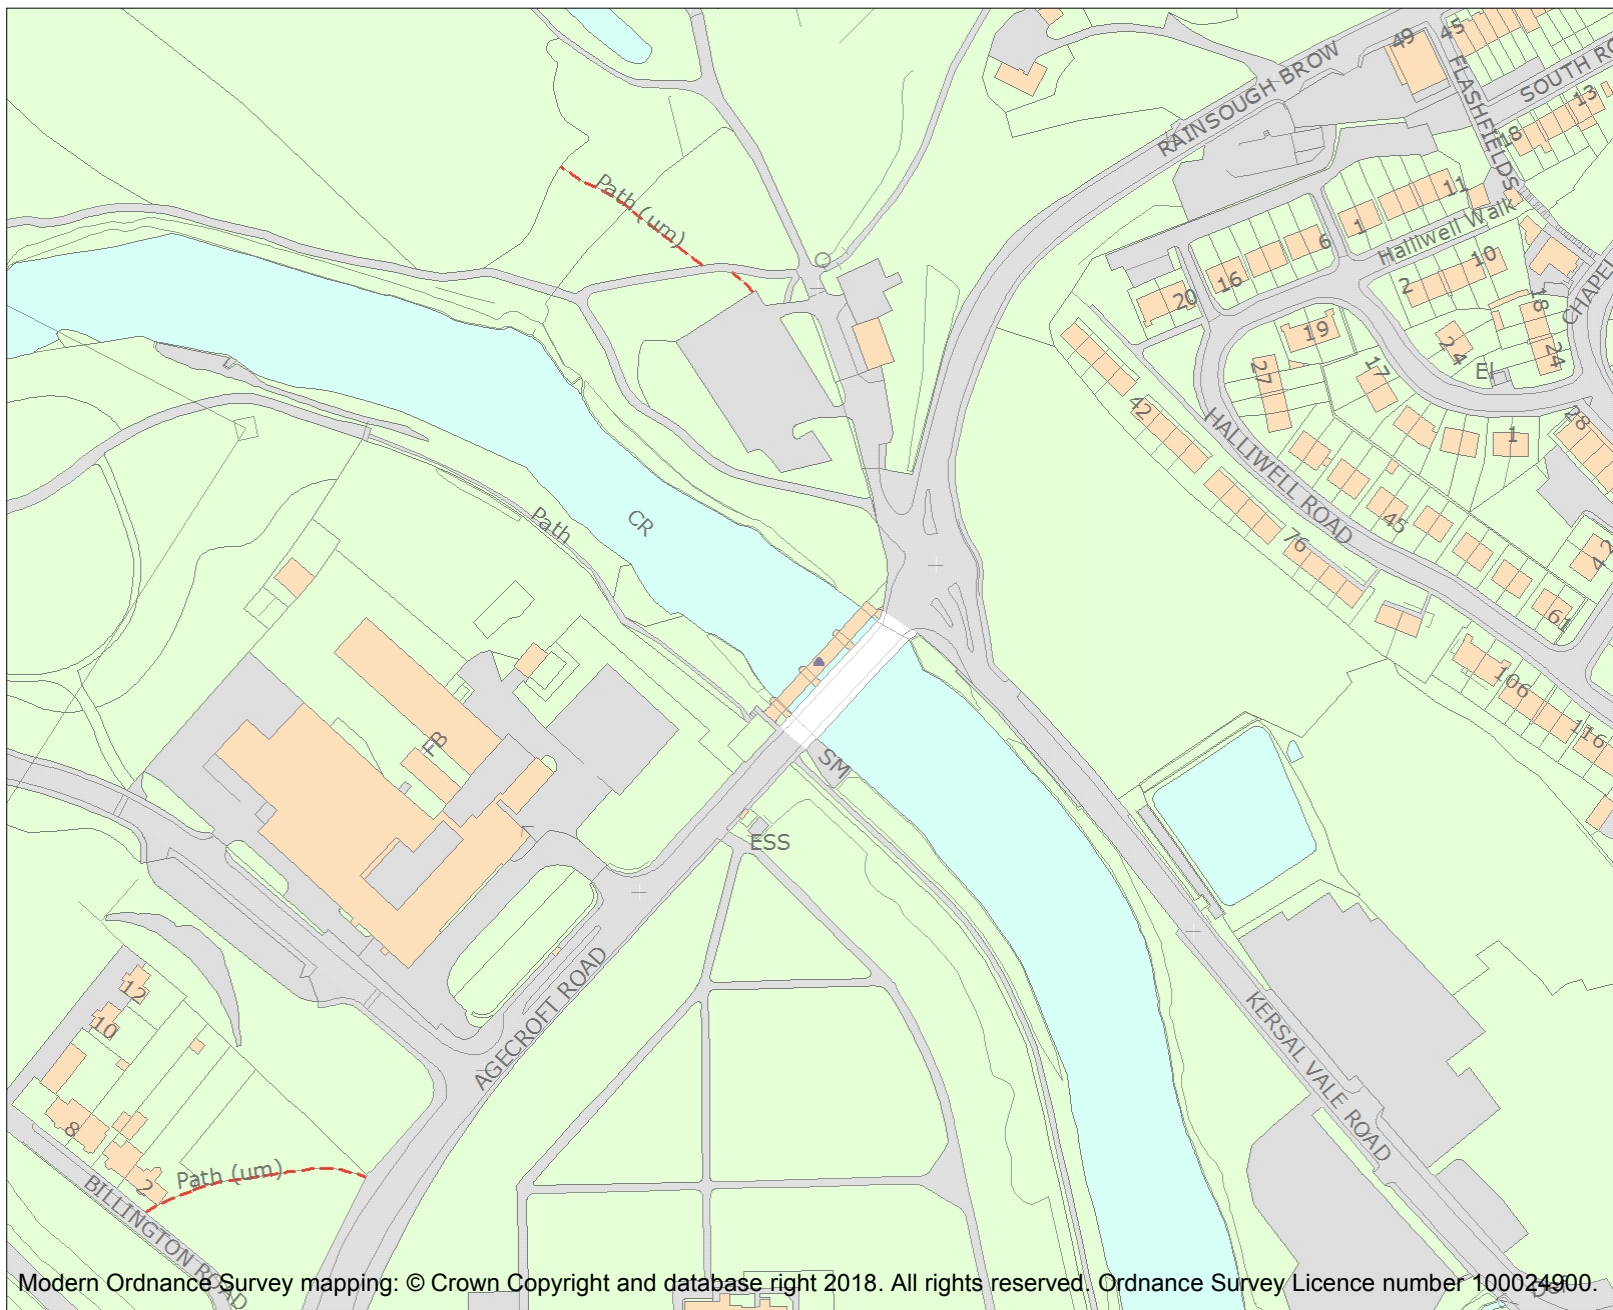 49
45
SOUTH RO
RAINSOUGH BROW
FLASHFIELDS
13
18
Path (um)
11
1
Halliwell Walk
6
10
16
2
20
18
CHAPEL
19
24
24
27
17
El
42
28
1
HALLIWELL ROAD
CR
Path
45
76
2
4
61
106
FB
116
SM
ESS
12
AGECROFT ROAD
10
KERSAL VALE ROAD
8
Path (um)
2
BILLINGTON ROAD
Modern Ordnance Survey mapping: © Crown Copyright and database right 2018. All rights reserved. Ordnance Survey Licence number 100024900.